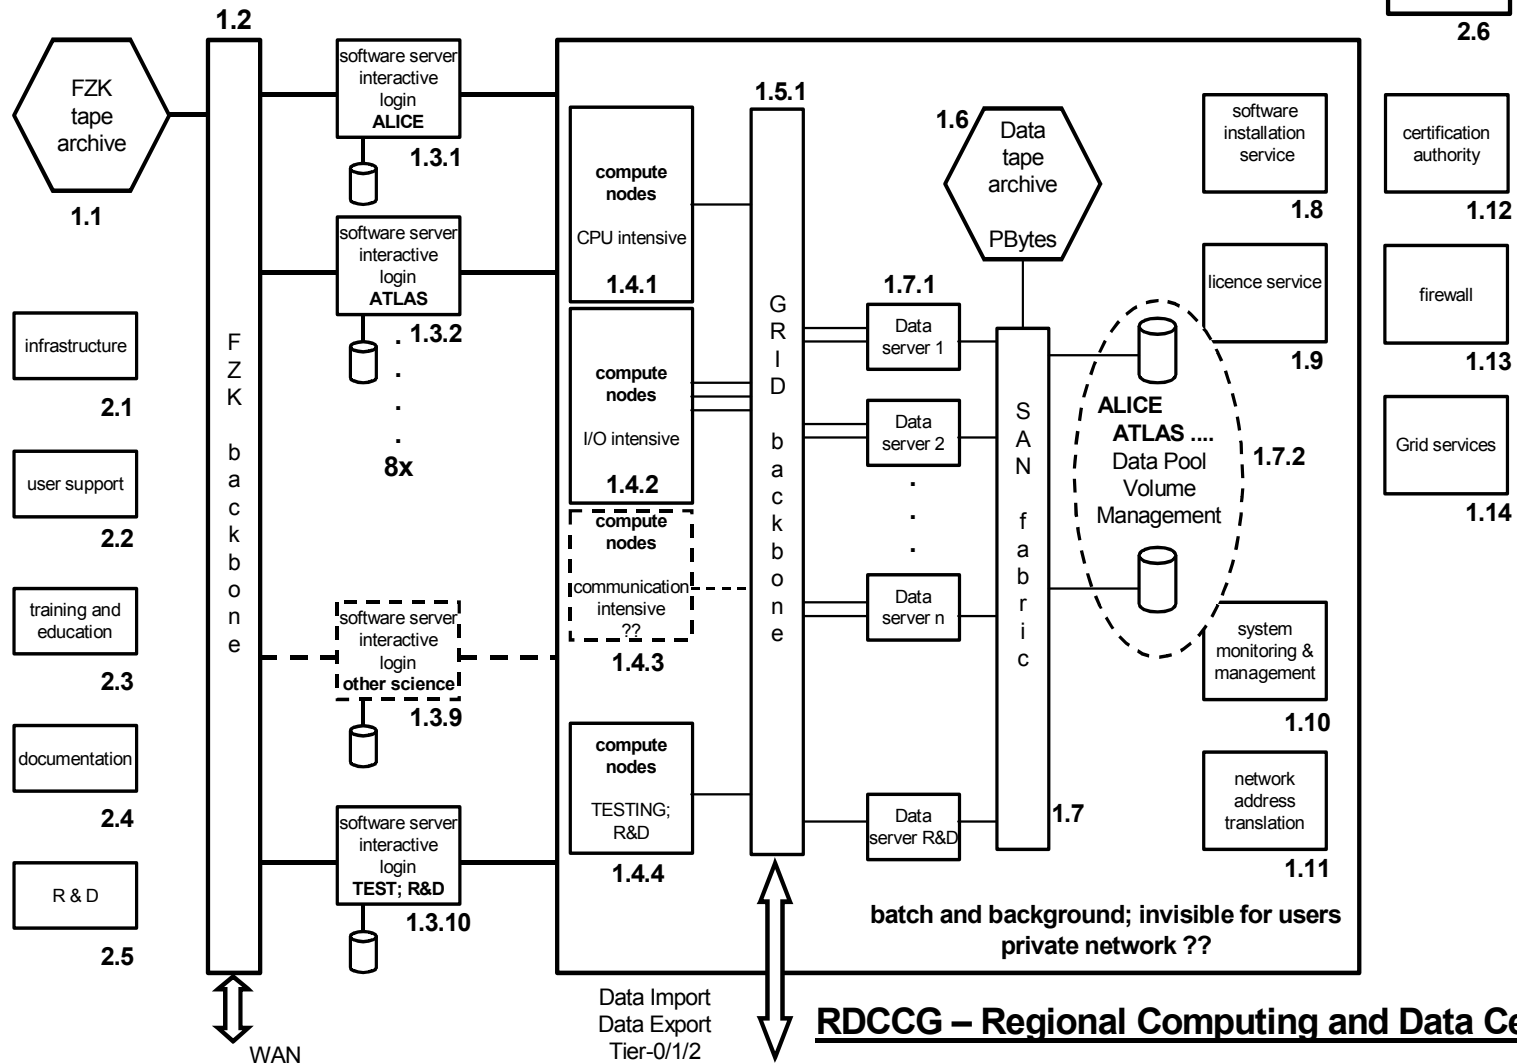 1.2
2.6
FZK
tape
archive
1.1
software server
interactive
login
ALICE
1.3.1
software server
interactive
login
ATLAS
1.3.2
.
.
.
.
8x
software server
interactive
login
other science
1.3.9
software server
interactive
login
TEST; R&D
1.3.10
FZK backbone
WAN
infrastructure
2.1
user support
2.2
training and
education
2.3
documentation
2.4
R & D
2.5
compute
nodes
CPU intensive
1.4.1
compute
nodes
I/O intensive
1.4.2
compute
nodes
communication
intensive
??
1.4.3
compute
nodes
TESTING;
R&D
1.4.4
1.5.1
GRID backbone
Data Import
Data Export
Tier-0/1/2
1.6
Data
tape
archive
PBytes
1.7.1
Data
server 1
Data
server 2
.
.
.
Data
server n
Data
server R&D
SAN fabric
1.7
ALICE
ATLAS ....
Data Pool
Volume
Management
1.7.2
software
installation
service
1.8
licence service
1.9
system
monitoring &
management
1.10
network
address
translation
1.11
certification
authority
1.12
firewall
1.13
Grid services
1.14
batch and background; invisible for users
private network ??
RDCCG – Regional Computing and Data Ce